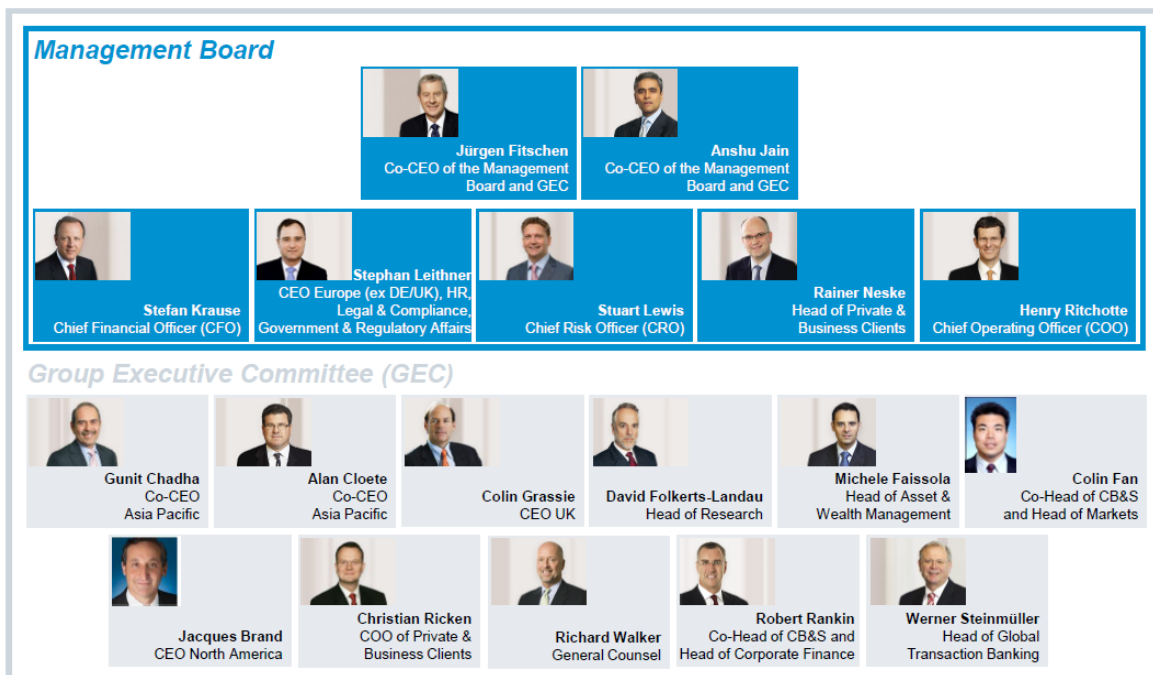 Management Board
Jürgen Fitschen
Co-CEO of the Management
Board and GEC
Anshu Jain
Co-CEO of the Management
Board and GEC
Stefan Krause
Chief Financial Officer (CFO)
Stephan Leithner
CEO Europe (ex DE/UK), HR,
Legal & Compliance,
Government & Regulatory Affairs
Stuart Lewis
Chief Risk Officer (CRO)
Rainer Neske
Head of Private &
Business Clients
Henry Ritchotte
Chief Operating Officer (COO)
Group Executive Committee (GEC)
Gunit Chadha
Co-CEO
Asia Pacific
Alan Cloete
Co-CEO
Asia Pacific
Colin Grassie
CEO UK
David Folkerts-Landau
Head of Research
Michele Faissola
Head of Asset &
Wealth Management
Colin Fan
Co-Head of CB&S
and Head of Markets
Jacques Brand
CEO North America
Christian Ricken
COO of Private &
Business Clients
Richard Walker
General Counsel
Robert Rankin
Co-Head of CB&S and
Head of Corporate Finance
Werner Steinmüller
Head of Global
Transaction Banking